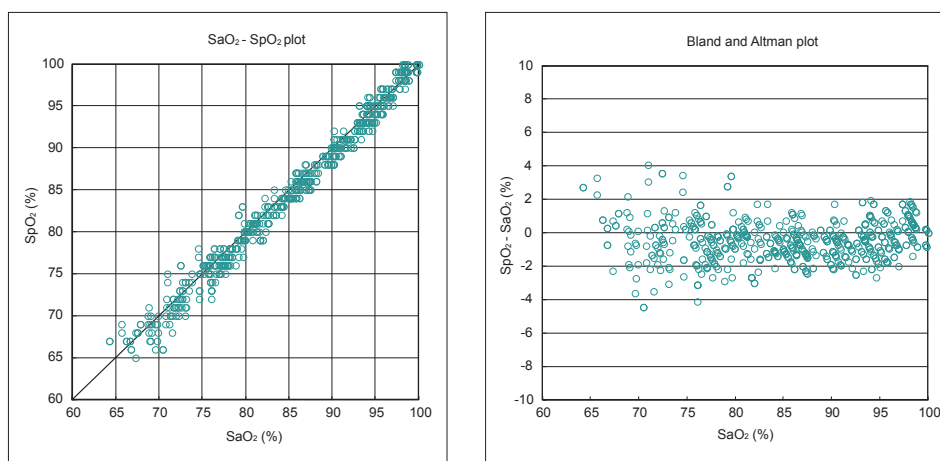 SaO₂ - SpO₂ plot
100
95
90
85
80
75
70
65
60
60 65 70 75 80 85 90 95 100
SpO₂ (%)
SaO₂ (%)
Bland and Altman plot
10
8
6
4
2
0
-2
-4
-6
-8
-10
60 65 70 75 80 85 90 95 100
SpO₂ - SaO₂ (%)
SaO₂ (%)